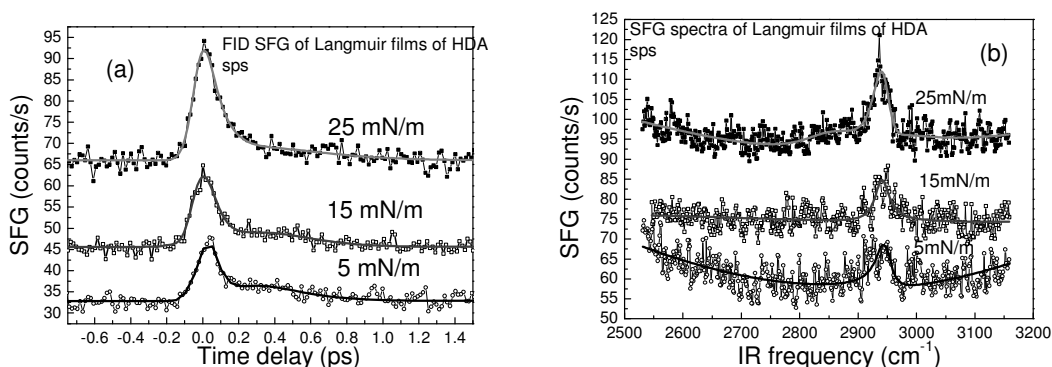 95
90
85
80
75
70
65
60
55
50
45
40
35
30
SFG (counts/s)
(a)
FID SFG of Langmuir films of HDA
sps
25 mN/m
15 mN/m
5 mN/m
-0.6 -0.4 -0.2 0.0 0.2 0.4 0.6 0.8 1.0 1.2 1.4
Time delay (ps)
125
120
115
110
105
100
95
90
85
80
75
70
65
60
55
50
SFG (counts/s)
SFG spectra of Langmuir films of HDA
sps
(b)
25mN/m
15mN/m
5mN/m
2500 2600 2700 2800 2900 3000 3100 3200
IR frequency (cm⁻¹)